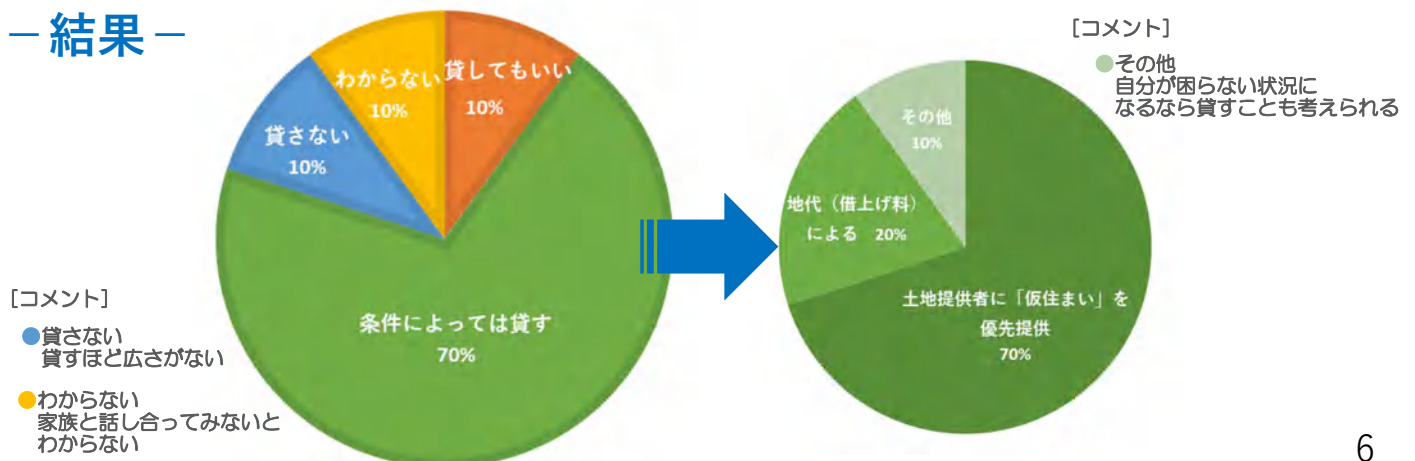 －結果－
わからない
10%
貸してもいい
10%
貸さない
10%
条件によっては貸す
70%
[コメント]
●貸さない
貸すほど広さがない
●わからない
家族と話し合ってみないと
わからない
その他
10%
地代（借上げ料）
による 20%
土地提供者に「仮住まい」を
優先提供
70%
[コメント]
●その他
自分が困らない状況に
なるなら貸すことも考えられる
6